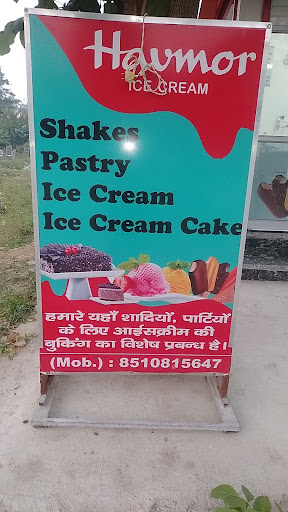 Havmor
ICE CREAM
Shakes
Pastry
Ice Cream
Ice Cream Cake
हमारे यहाँ शादियों, पार्टियों
के लिए आईसक्रीम की
बुकिंग का विशेष प्रबन्ध है।
(Mob.) : 8510815647